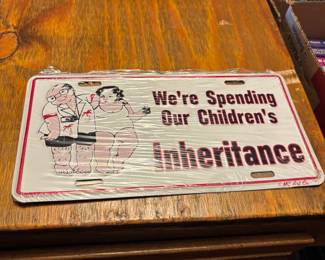 We're Spending
Our Children's
Inheritance